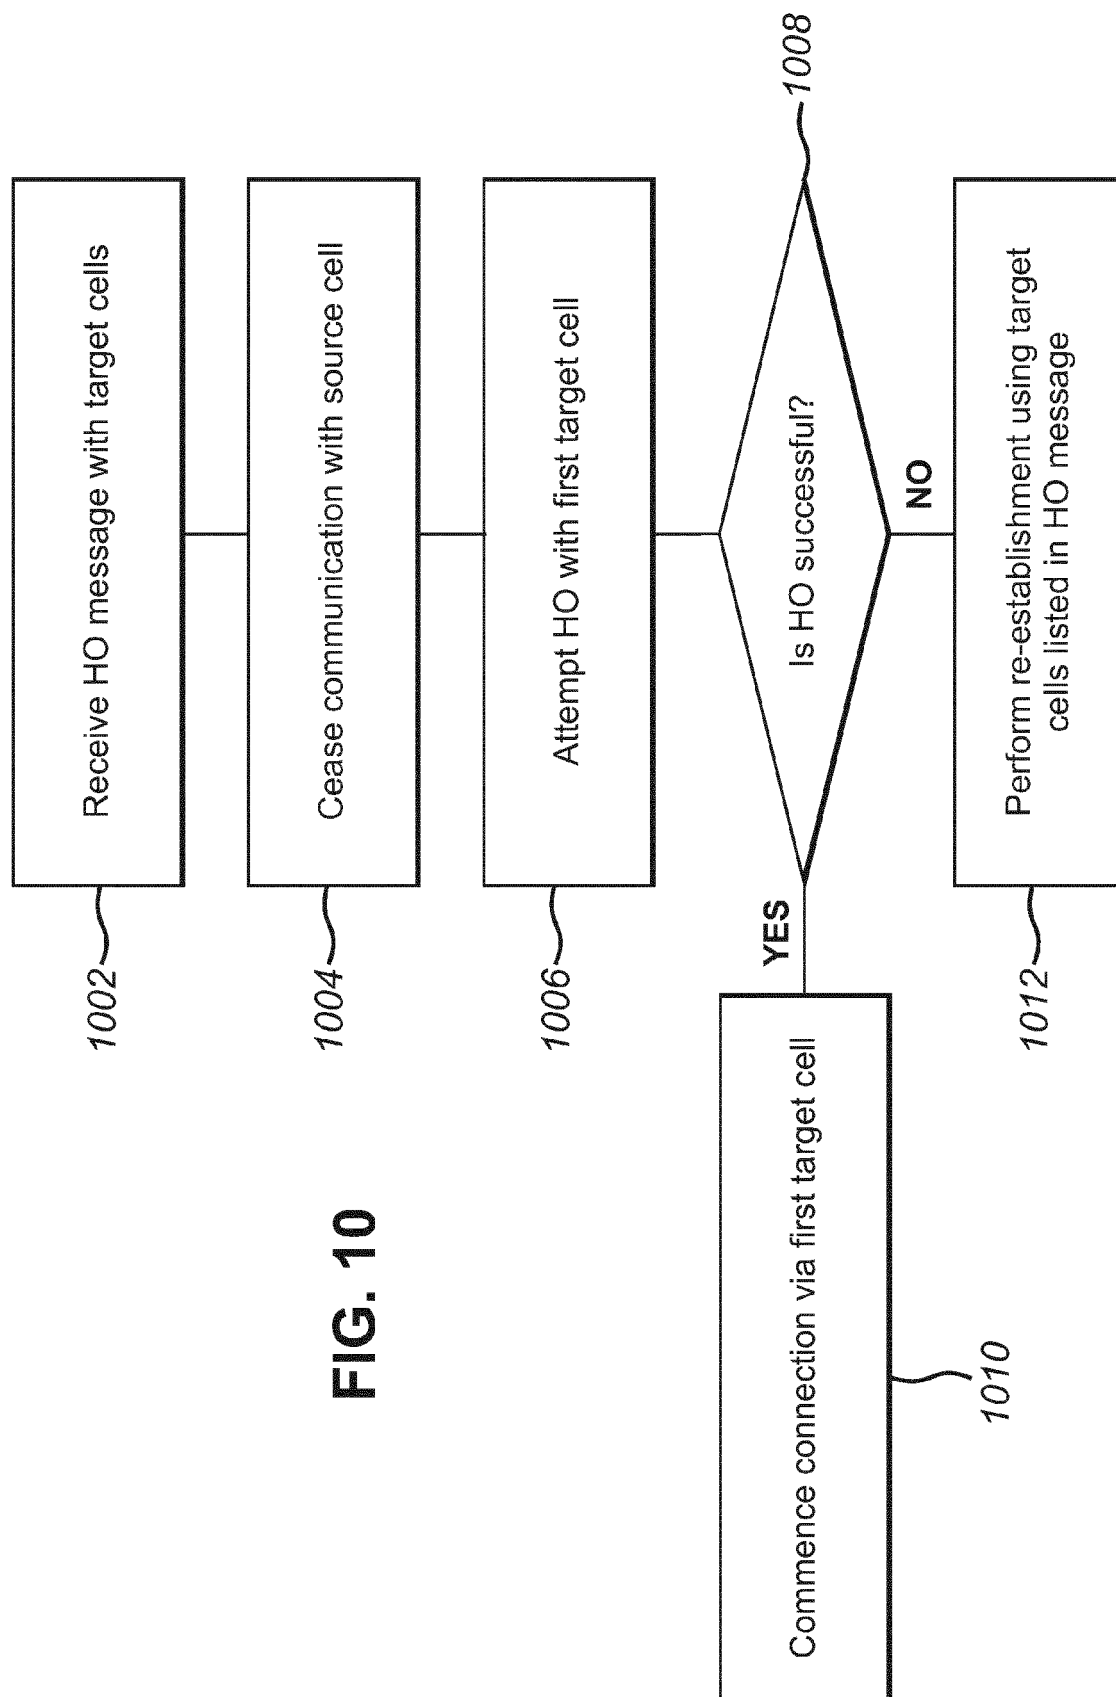 1002
Receive HO message with target cells
1004
Cease communication with source cell
1006
Attempt HO with first target cell
1008
Is HO successful?
YES
NO
Commence connection via first target cell
1010
1012
Perform re-establishment using target
cells listed in HO message
FIG. 10